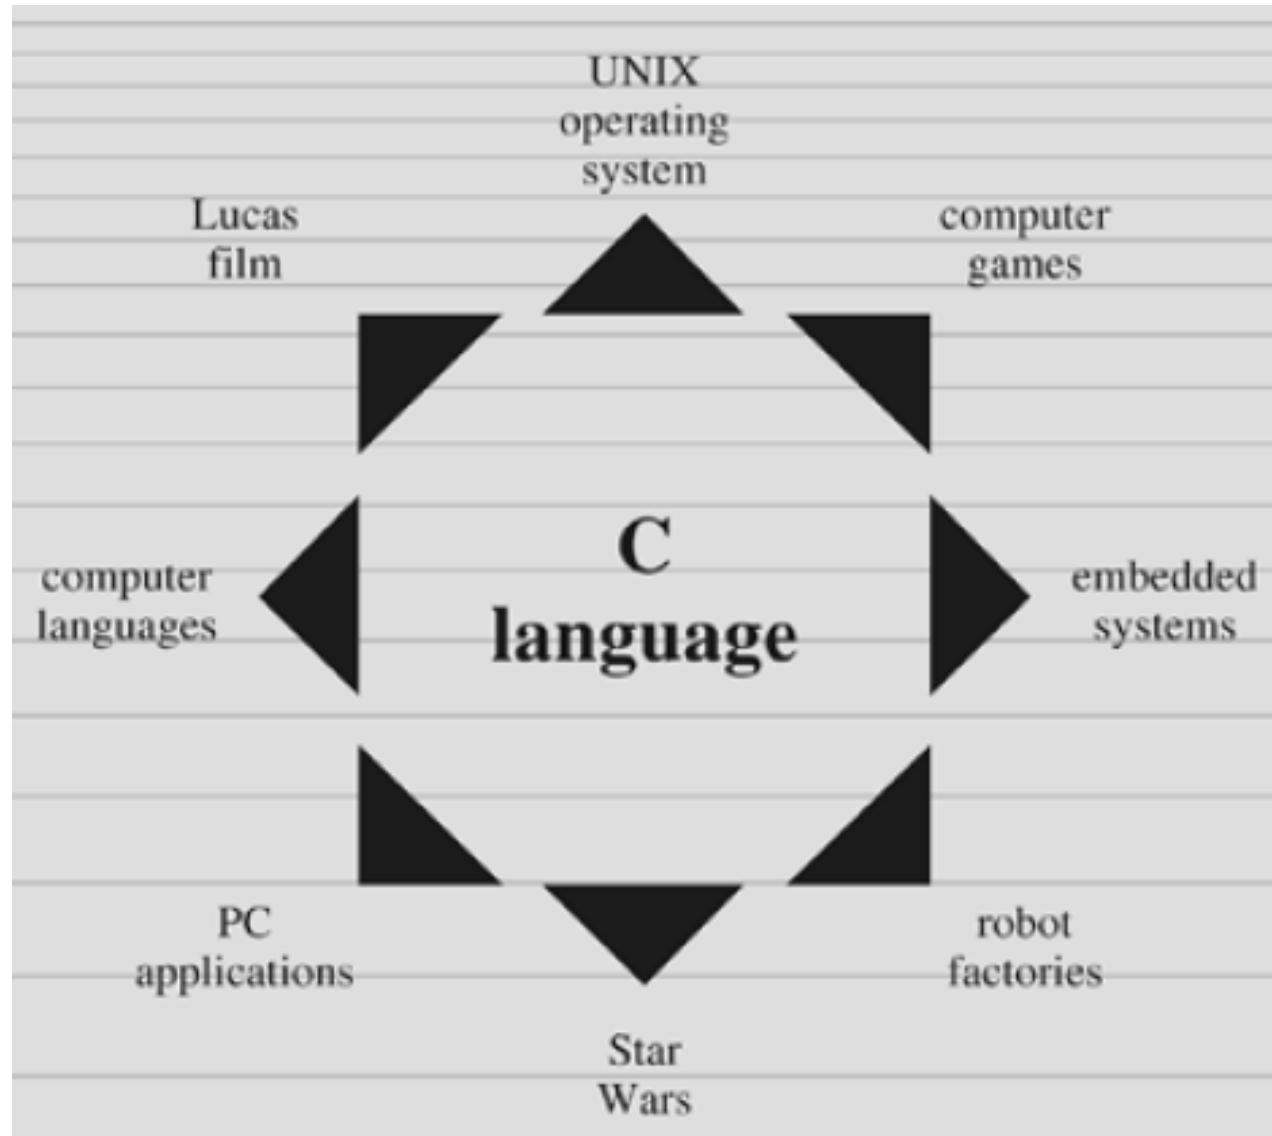 UNIX
operating
system
Lucas
film
computer
games
C
language
computer
languages
embedded
systems
PC
applications
robot
factories
Star
Wars